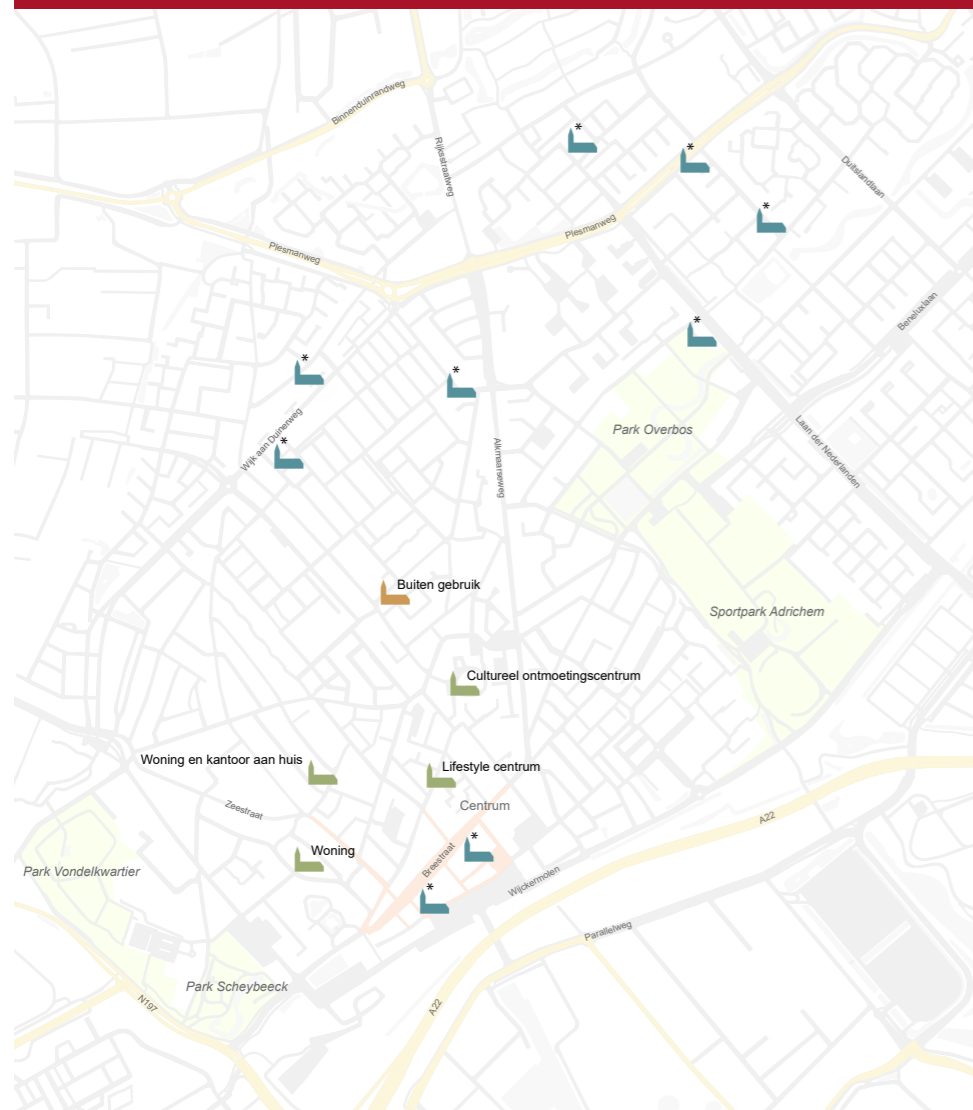 Binnenduinrandweg
Rijksstraatweg
*
*
Duitslandlaan
*
Plesmanweg
Plesmanweg
Beneluxlaan
*
*
*
Wijk aan Duinerweg
*
Park Overbos
Alkmaarseweg
Laan der Nederlanden
Buiten gebruik
Sportpark Adrichem
Cultureel ontmoetingscentrum
Woning en kantoor aan huis
Lifestyle centrum
Zeestraat
Centrum
A22
*
Woning
Breestraat
Park Vondelkwartier
*
Wijckermolen
Parallelweg
Park Scheybeeck
N197
A22